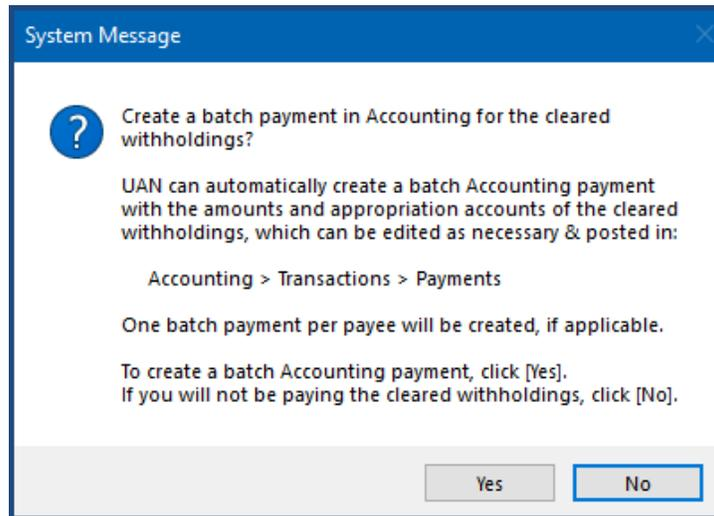 System Message
Create a batch payment in Accounting for the cleared
withholdings?
UAN can automatically create a batch Accounting payment
with the amounts and appropriation accounts of the cleared
withholdings, which can be edited as necessary & posted in:
Accounting > Transactions > Payments
One batch payment per payee will be created, if applicable.
To create a batch Accounting payment, click [Yes].
If you will not be paying the cleared withholdings, click [No].
Yes
No